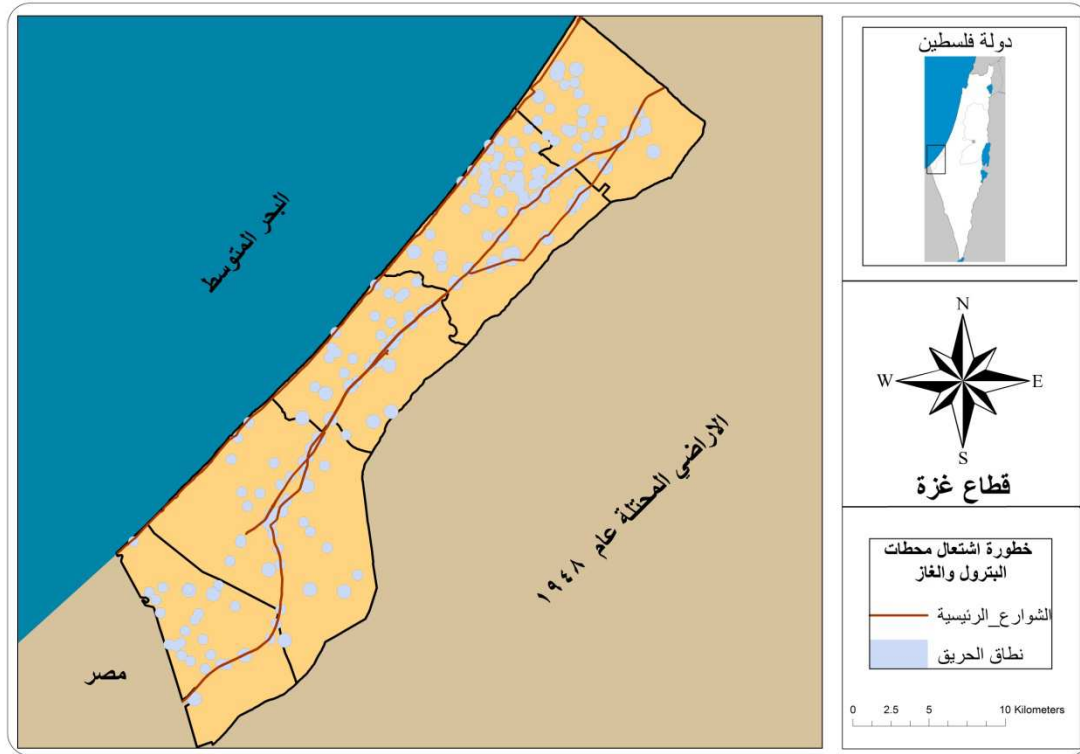 دولة فلسطين
البحر المتوسط
الاراضي المحتلة عام ١٩٤٨
مصر
N
W
E
S
قطاع غزة
خطورة اشتعال محطات
البترول والغاز
الشوارع_الرئيسية
نطاق الحريق
0 2.5 5 10 Kilometers